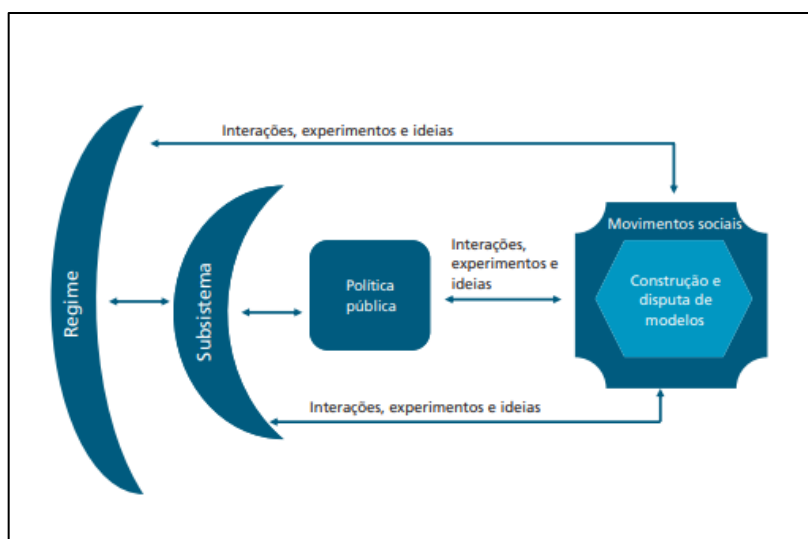 Interações, experimentos e ideias
Regime
Subsistema
Política
pública
Interações,
experimentos e
ideias
Movimentos sociais
Construção e
disputa de
modelos
Interações, experimentos e ideias